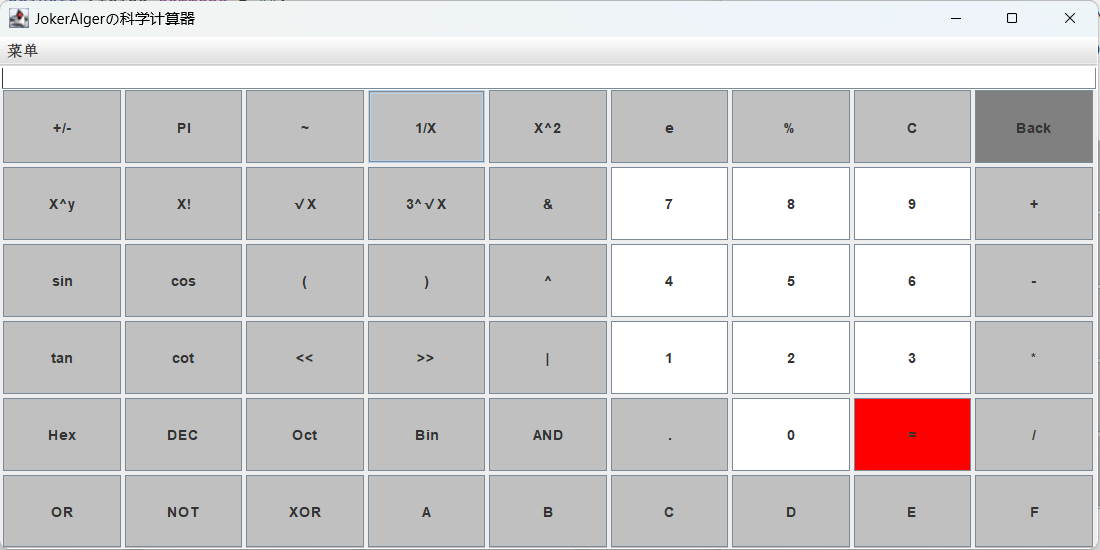 JokerAlgerの科学计算器
菜单
+/- PI ~ 1/X X^2 e % C Back
X^y X! √X 3^√X & 7 8 9 +
sin cos ( ) ^ 4 5 6 -
tan cot << >> | 1 2 3 *
Hex DEC Oct Bin AND . 0 = /
OR NOT XOR A B C D E F